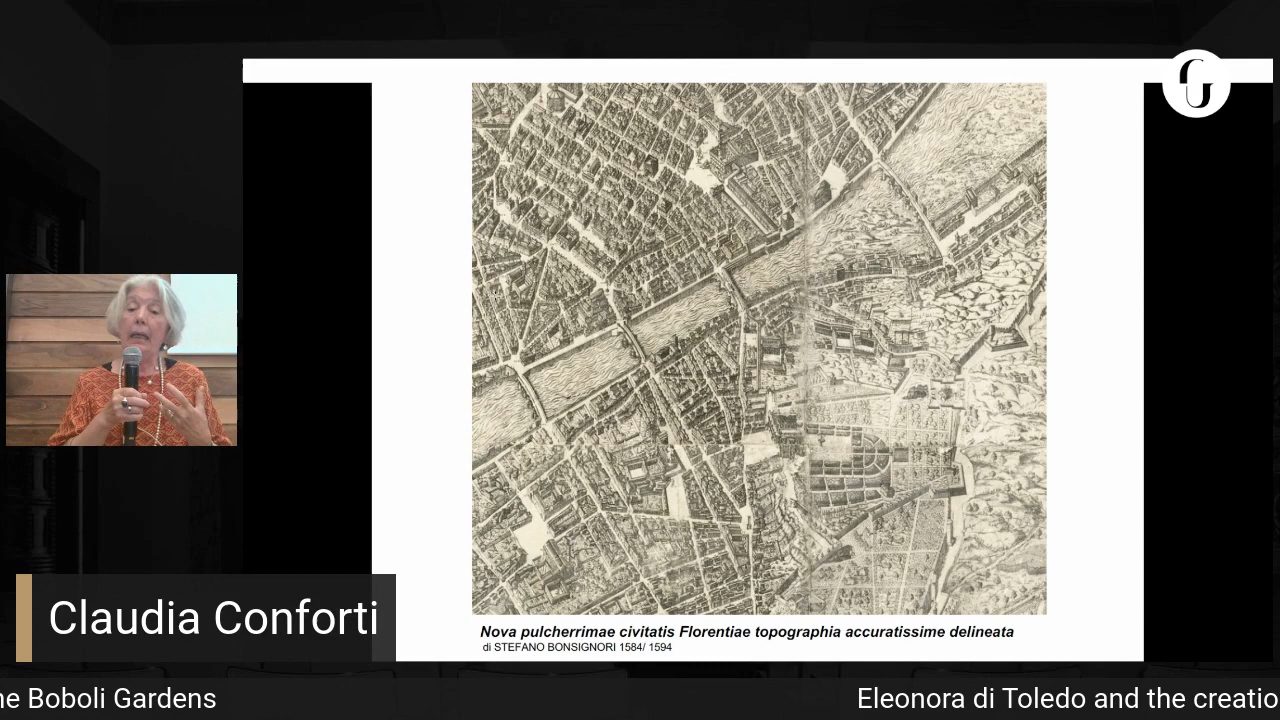 Nova pulcherrimae civitatis Florentiae topographia accuratissime delineata
di STEFANO BONSIGNORI 1584/ 1594
Claudia Conforti
ne Boboli Gardens
Eleonora di Toledo and the creatio